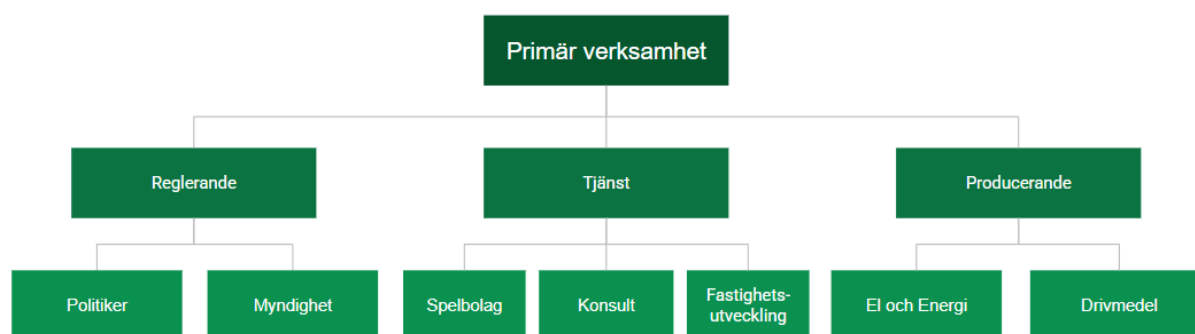 Primär verksamhet
Reglerande
Tjänst
Producerande
Politiker
Myndighet
Spelbolag
Konsult
Fastighets-
utveckling
El och Energi
Drivmedel